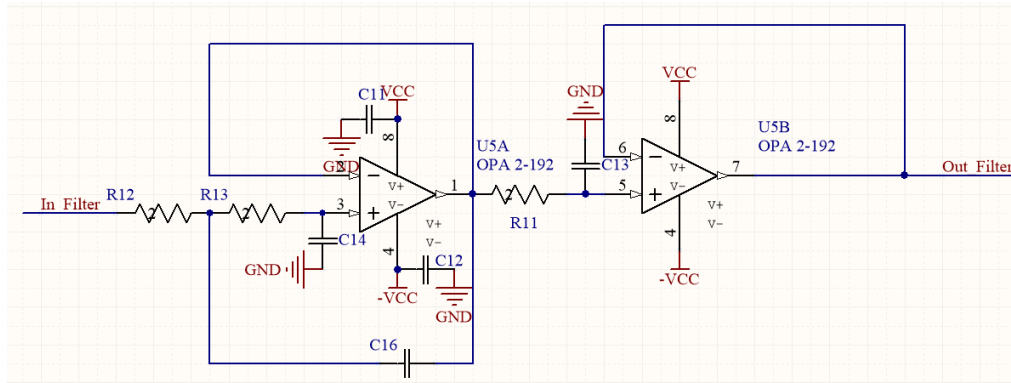 C11
VCC
8
GND
2
U5A
OPA 2-192
V+
V-
1
In Filter
R12
2
R13
2
3
C14
GND
4
V+
V-
C12
-VCC
GND
C16
GND
C13
2
R11
VCC
8
6
5
V+
V-
7
U5B
OPA 2-192
V+
V-
4
-VCC
Out Filter